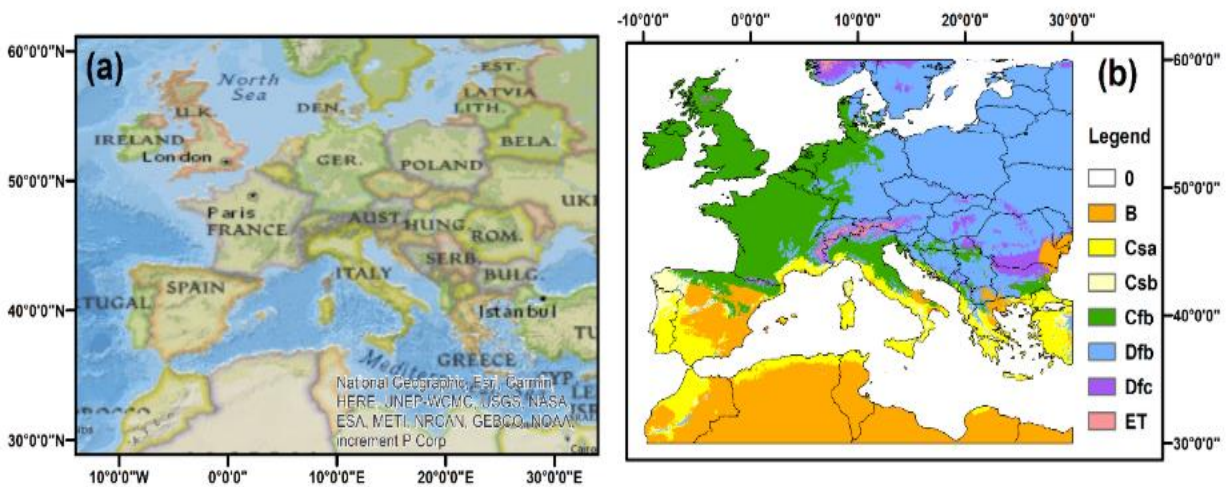 (a)
60°0'0"N
50°0'0"N
40°0'0"N
30°0'0"N
10°0'0"W
0°0'0"
10°0'0"E
20°0'0"E
30°0'0"E
North
Sea
EST.
LATVIA
LITH.
DEN.
U.K.
IRELAND
London
BELA.
GER.
POLAND
UKI
Paris
FRANCE
AUST.
HUNG.
ROM.
SERB.
ITALY
BULG.
SPAIN
TUGAL
Istanbul
TU
GREECE
National Geographic, Esri, Garmin,
HERE, UNEP-WCMC, USGS, NASA,
ESA, METI, NRCAN, GEBCO, NOAA,
increment P Corp
Cairo
-10°0'0"
0°0'0"
10°0'0"
20°0'0"
30°0'0"
(b)
60°0'0"
50°0'0"
40°0'0"
30°0'0"
Legend
0
B
Csa
Csb
Cfb
Dfb
Dfc
ET